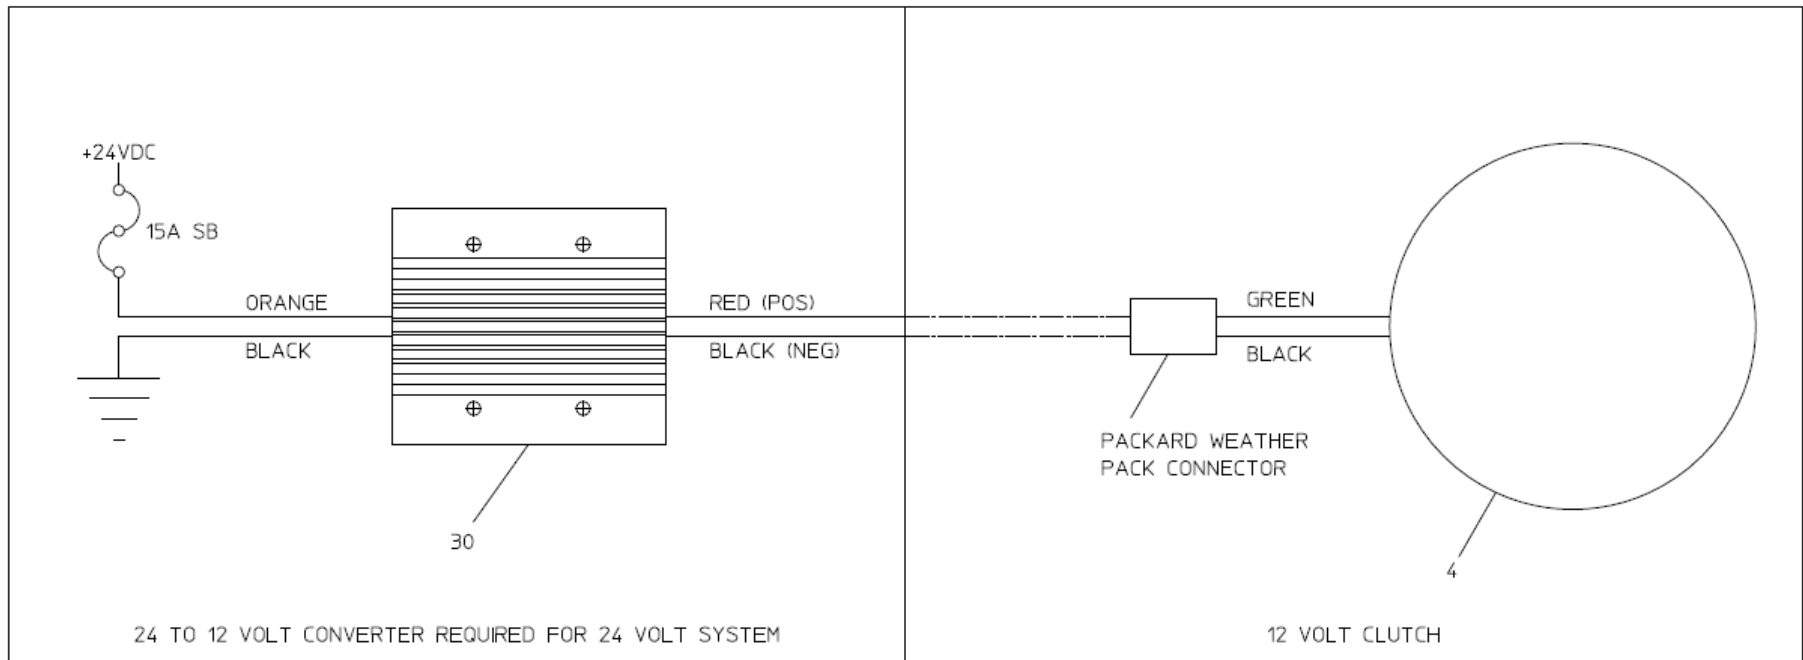 +24VDC
15A SB
ORANGE
BLACK
RED (POS)
BLACK (NEG)
GREEN
BLACK
PACKARD WEATHER
PACK CONNECTOR
30
4
24 TO 12 VOLT CONVERTER REQUIRED FOR 24 VOLT SYSTEM
12 VOLT CLUTCH